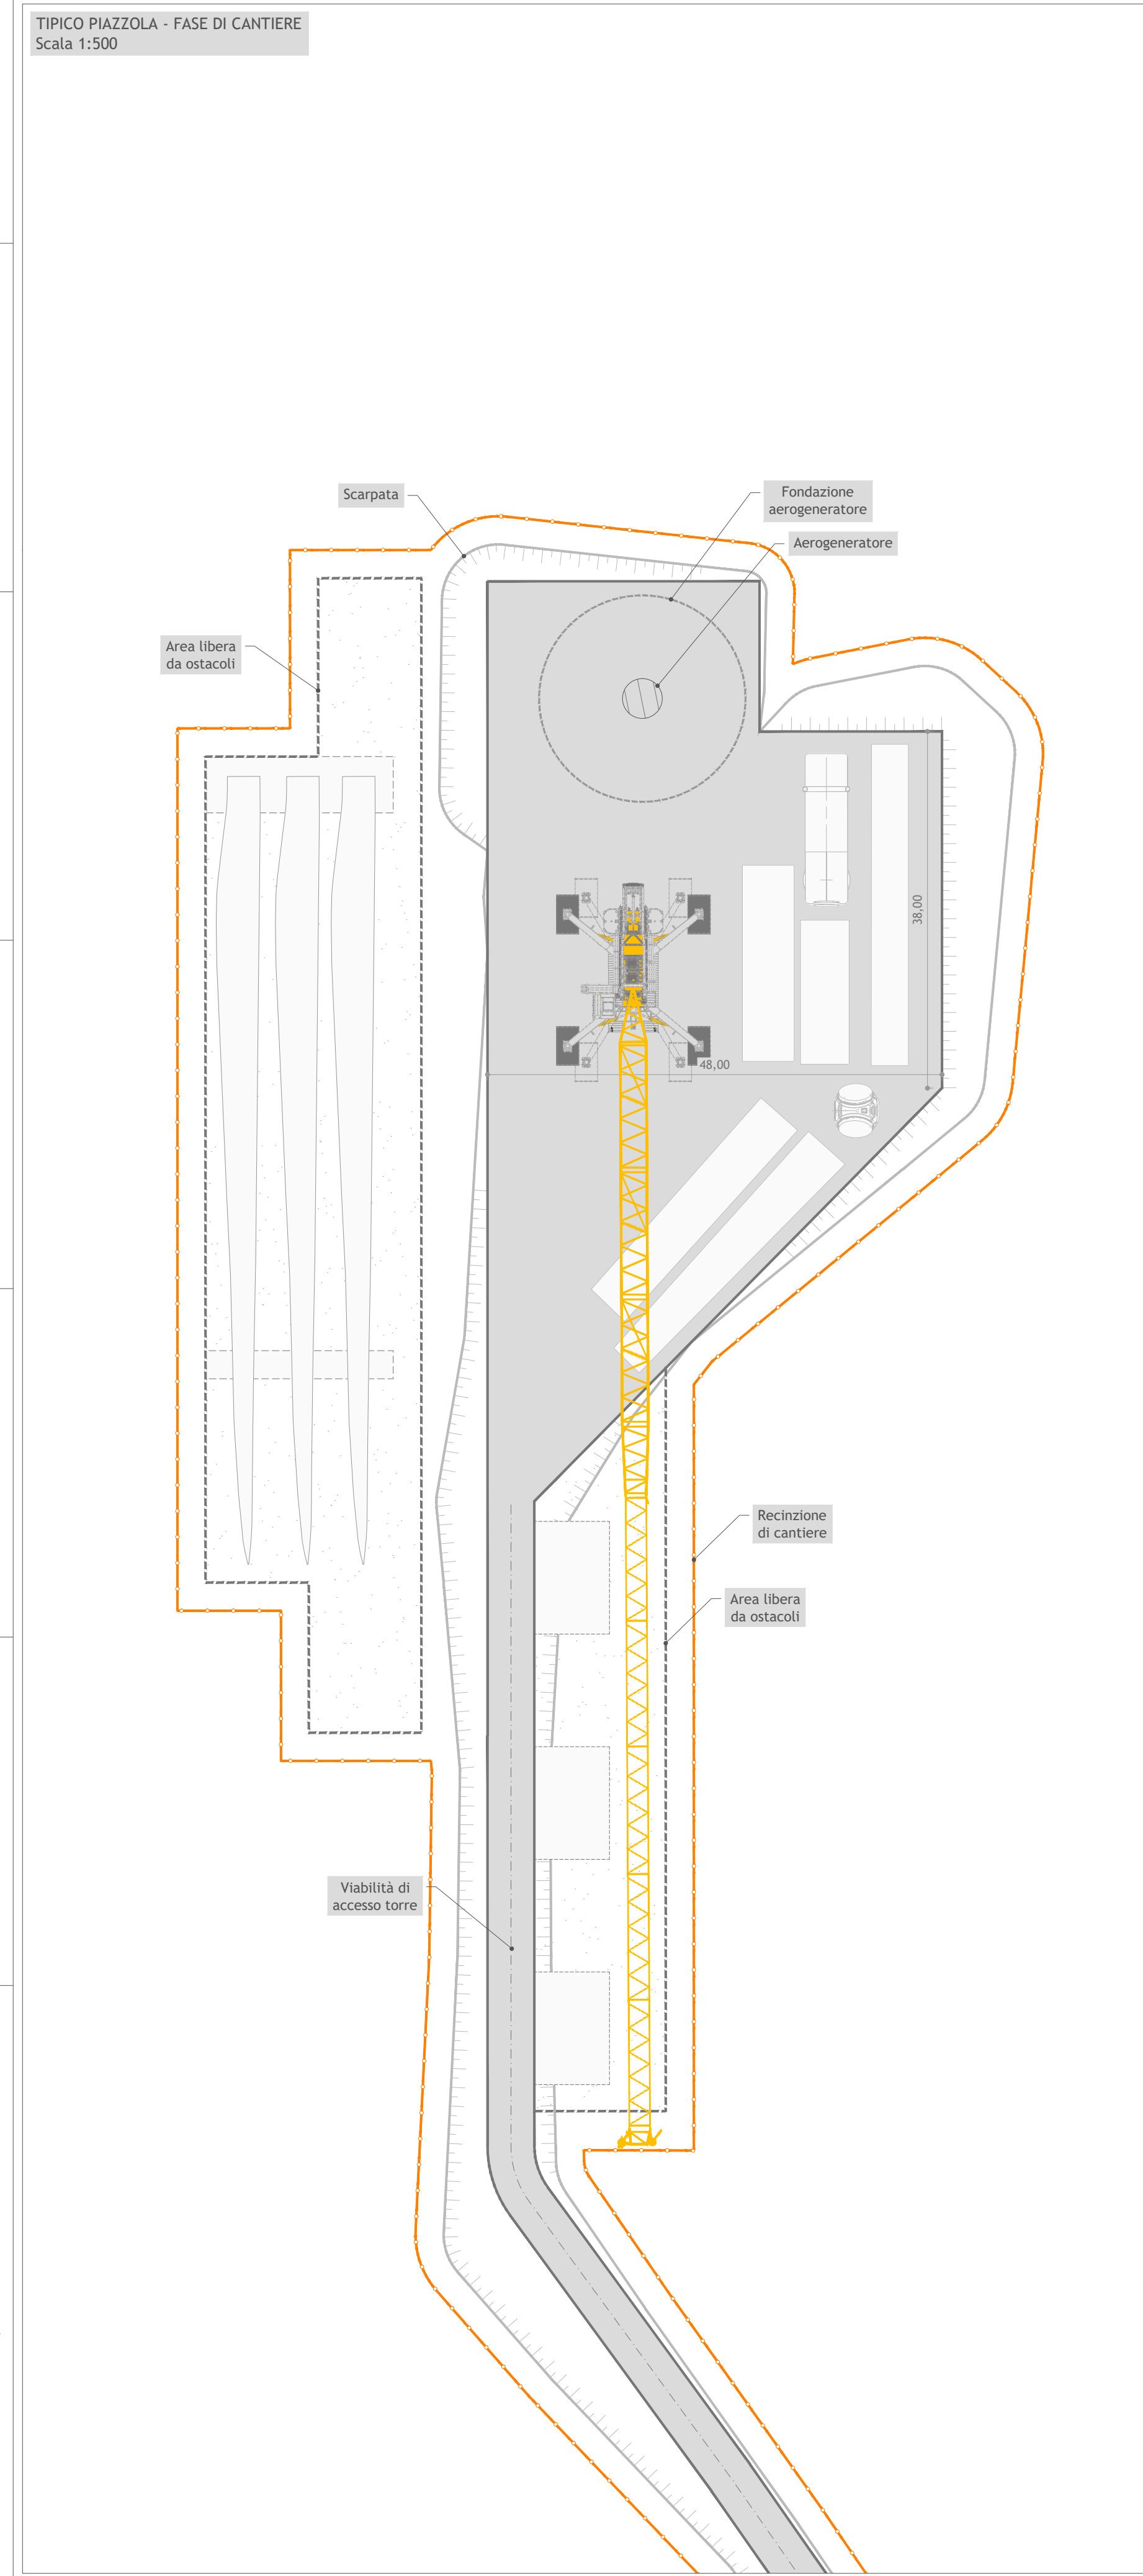 TIPICO PIAZZOLA - FASE DI CANTIERE
Scala 1:500
Scarpata
Fondazione
aerogeneratore
Aerogeneratore
Area libera
da ostacoli
38,00
48,00
Recinzione
di cantiere
Area libera
da ostacoli
Viabilità di
accesso torre